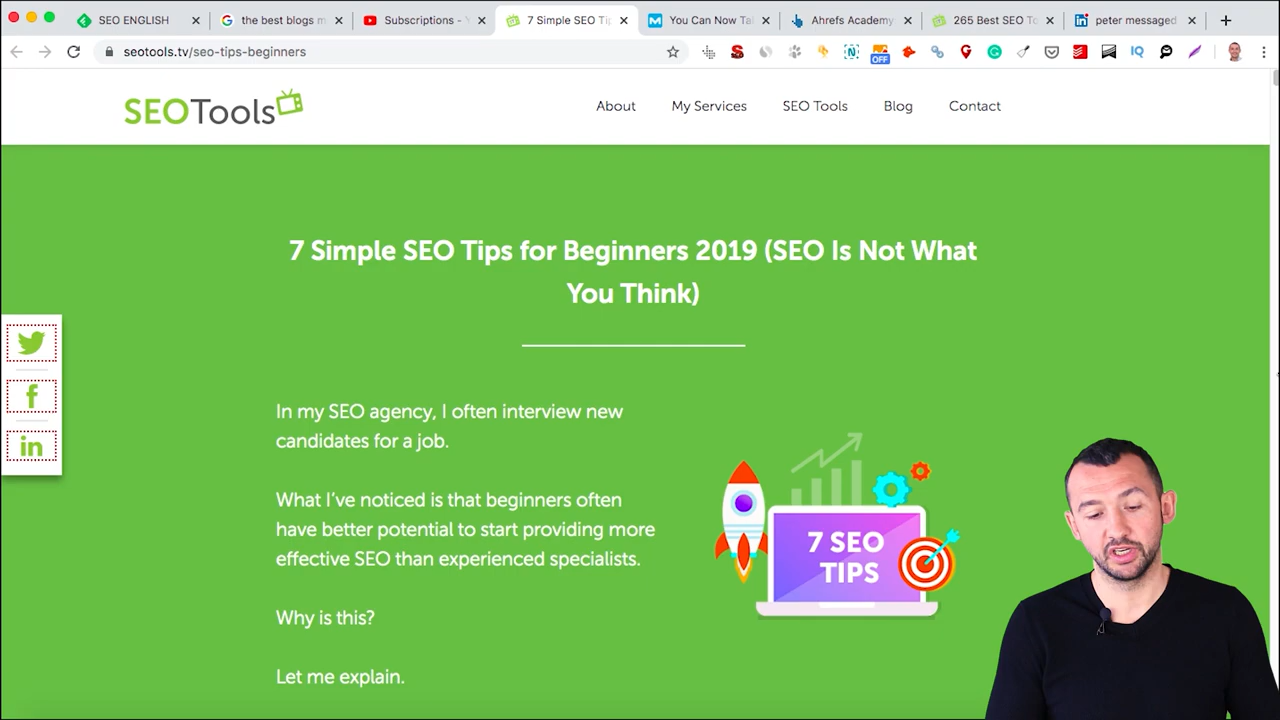 SEO ENGLISH
the best blogs m
Subscriptions - Y
7 Simple SEO Tip
You Can Now Tai
Ahrefs Academy
265 Best SEO To
peter messaged
seotools.tv/seo-tips-beginners
OFF
SEOTools
About
My Services
SEO Tools
Blog
Contact
7 Simple SEO Tips for Beginners 2019 (SEO Is Not What
You Think)
In my SEO agency, I often interview new
candidates for a job.
What I've noticed is that beginners often
have better potential to start providing more
effective SEO than experienced specialists.
Why is this?
Let me explain.
7 SEO
TIPS